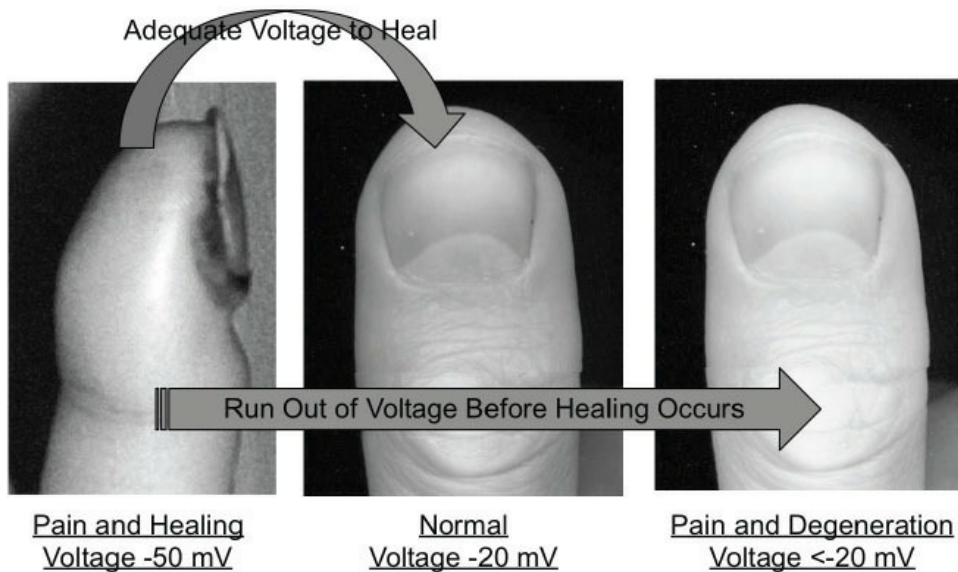 Adequate Voltage to Heal
Run Out of Voltage Before Healing Occurs
Pain and Healing
Voltage -50 mV
Normal
Voltage -20 mV
Pain and Degeneration
Voltage <-20 mV